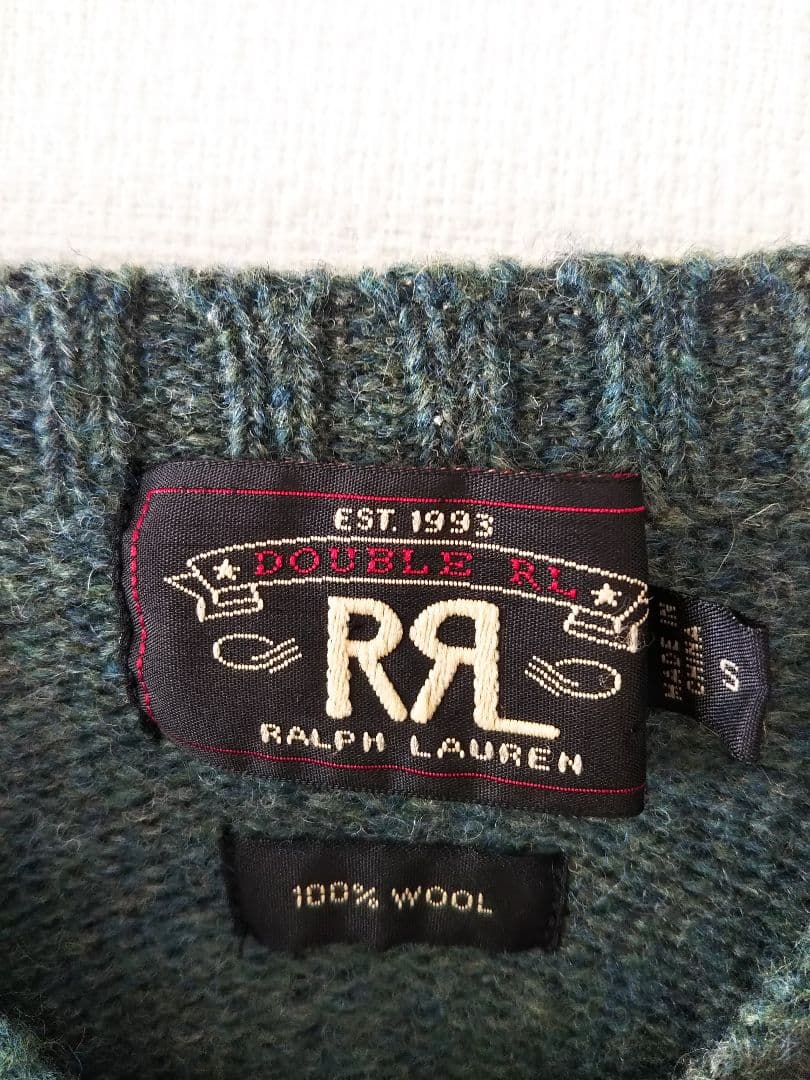 EST. 1993
DOUBLE RL
RRL
RALPH LAUREN
MADE IN
CHINA
S
100% WOOL